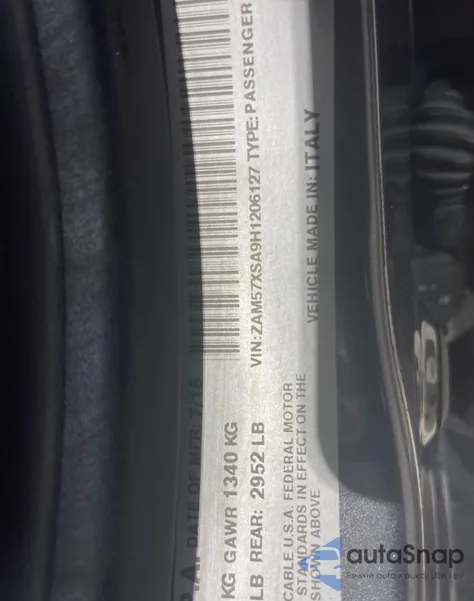 .A. DATE OF MFR: 7/16
KG GAWR 1340 KG
LB REAR: 2952 LB
VIN:ZAM57XSA9H1206127 TYPE:PASSENGER
CABLE U.S.A. FEDERAL MOTOR
STANDARDS IN EFFECT ON THE
SHOWN ABOVE
VEHICLE MADE IN: ITALY
autaSnap